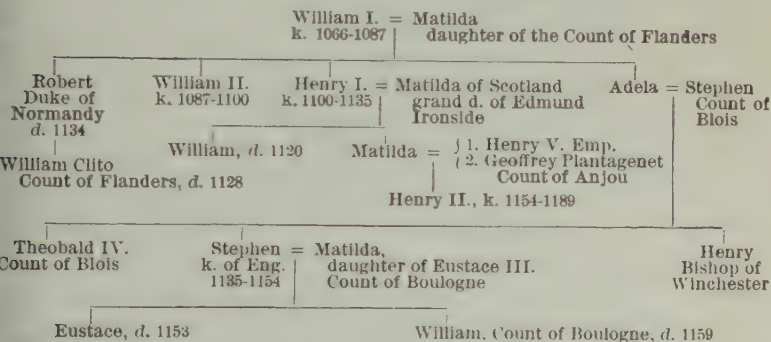 William I. = Matilda
k. 1066-1087 daughter of the Count of Flanders
Robert
Duke of
Normandy
d. 1134
William II.
k. 1087-1100
Henry I. = Matilda of Scotland
k. 1100-1135 grand d. of Edmund
Ironside
Adela = Stephen
Count of
Blois
William Clito
Count of Flanders, d. 1128
William, d. 1120
Matilda = { 1. Henry V. Emp.
{ 2. Geoffrey Plantagenet
Count of Anjou
Henry II., k. 1154-1189
Theobald IV.
Count of Blois
Stephen = Matilda,
k. of Eng. daughter of Eustace III.
1135-1154 Count of Boulogne
Henry
Bishop of
Winchester
Eustace, d. 1153
William, Count of Boulogne, d. 1159